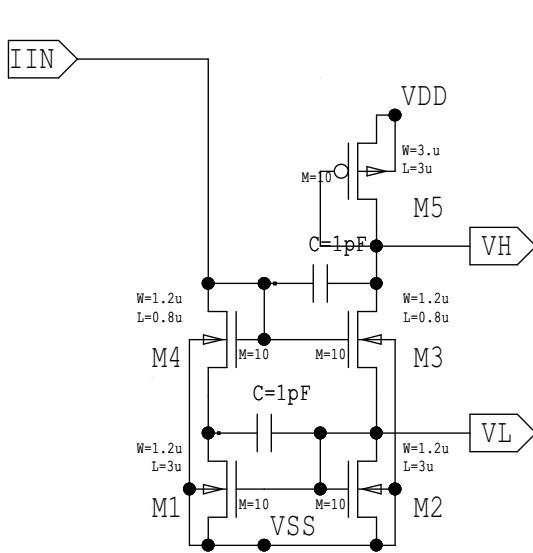 IIN
VDD
W=3.u
L=3u
M=10
M5
C=1pF
VH
W=1.2u
L=0.8u
W=1.2u
L=0.8u
M4
M=10
M=10
M3
C=1pF
VL
W=1.2u
L=3u
W=1.2u
L=3u
M1
M=10
M=10
M2
VSS